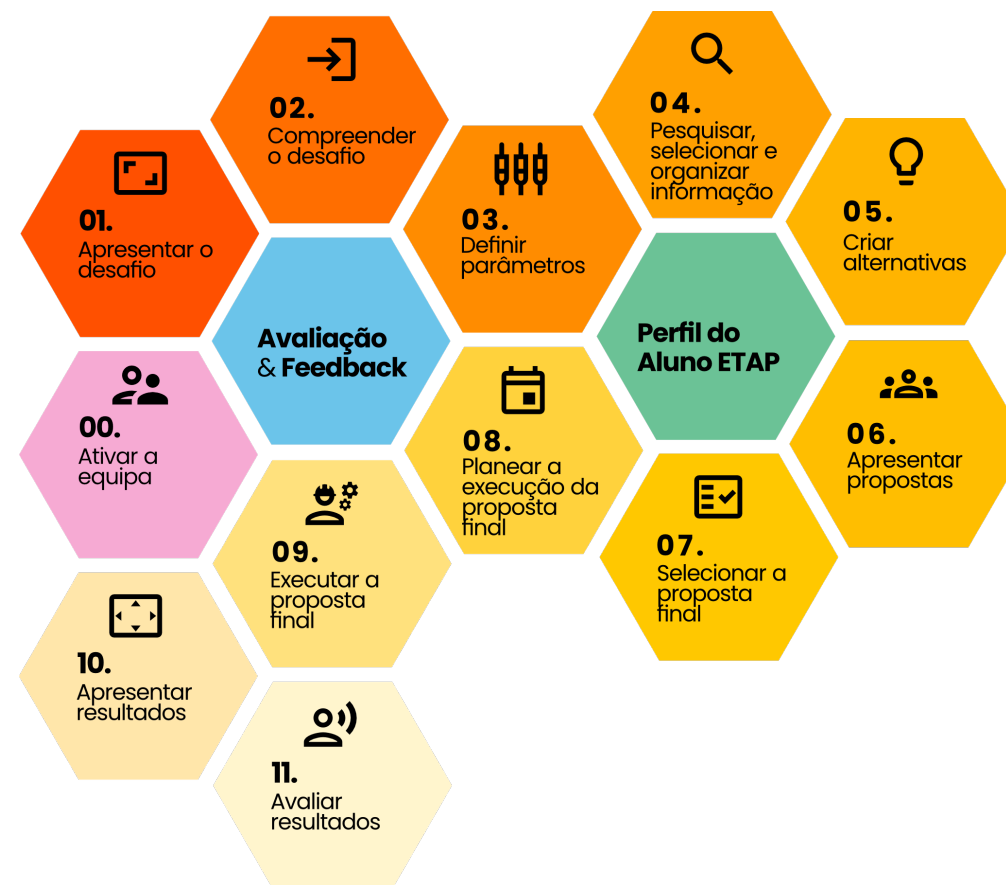 00.
Ativar a
equipa
01.
Apresentar o
desafio
02.
Compreender
o desafio
03.
Definir
parâmetros
04.
Pesquisar,
selecionar e
organizar
informação
05.
Criar
alternativas
06.
Apresentar
propostas
07.
Selecionar a
proposta
final
08.
Planear a
execução da
proposta
final
09.
Executar a
proposta
final
10.
Apresentar
resultados
11.
Avaliar
resultados
Avaliação
& Feedback
Perfil do
Aluno ETAP